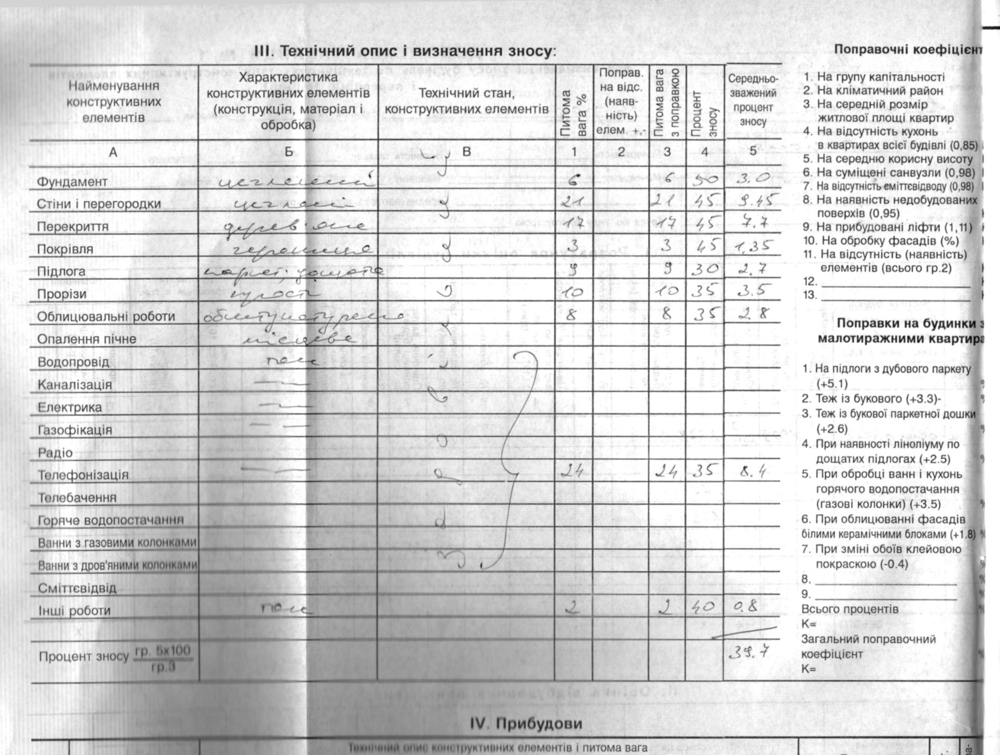 III. Технічний опис і визначення зносу:
Найменування
конструктивних
елементів
Характеристика
конструктивних елементів
(конструкція, матеріал і
обробка)
Технічний стан,
конструктивних елементів
Питома
вага %
Поправ.
на відс.
(наяв-
ність)
елем. +,-
Питома вага
з поправкою
Процент
зносу
Середньо-
зважений
процент
зносу
А Б В 1 2 3 4 5
Фундамент цегляний 6 6 50 3.0
Стіни і перегородки цегляні 21 21 45 9.45
Перекриття дерев'яне 17 17 45 7.7
Покрівля черепиця 3 3 45 1,35
Підлога паркет, дощата 9 9 30 2.7
Прорізи прості 10 10 35 3.5
Облицювальні роботи обштукатурено 8 8 35 2.8
Опалення пічне місцеве
Водопровід
Каналізація — —
Електрика — —
Газофікація — —
Радіо
Телефонізація — — 24 24 35 8.4
Телебачення
Горяче водопостачання
Ванни з газовими колонками
Ванни з дров'яними колонками
Сміттєвідвід
Інші роботи 2 2 40 0.8
Процент зносу гр. 5х100
гр.3
39.7
Поправочні коефіцієнт
1. На групу капітальності
2. На кліматичний район
3. На середній розмір
житлової площі квартир
4. На відсутність кухонь
в квартирах всієї будівлі (0,85)
5. На середню корисну висоту
6. На суміщені санвузли (0,98)
7. На відсутність єміттєвідводу (0,98)
8. На наявність недобудованих
поверхів (0,95)
9. На прибудовані ліфти (1,11)
10. На обробку фасадів (%)
11. На відсутність (наявність)
елементів (всього гр.2)
12.
13.
Поправки на будинки з
малотиражними квартира
1. На підлоги з дубового паркету
(+5.1) %
2. Теж із букового (+3.3)- %
3. Теж із букової паркетної дошки
(+2.6) %
4. При наявності ліноліуму по
дощатих підлогах (+2.5) %
5. При обробці ванн і кухонь
горячого водопостачання
(газові колонки) (+3.5) %
6. При облицюванні фасадів
білими керамічними блоками (+1.8) %
7. При зміні обоїв клейовою
покраскою (-0.4) %
8. %
9. %
Всього процентів %
К=
Загальний поправочний
коефіцієнт %
К=
IV. Прибудови
Технічний опис конструктивних елементів і питома вага